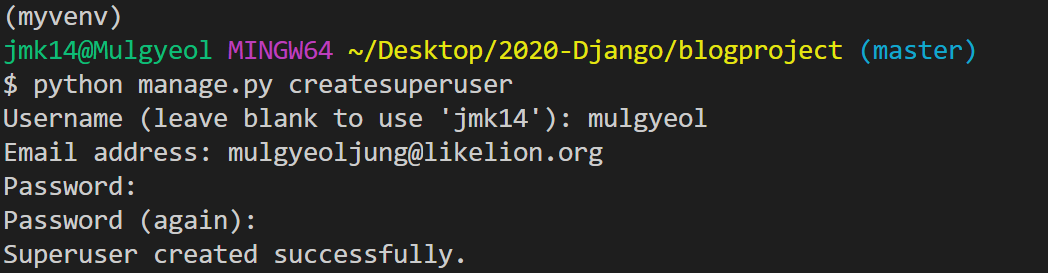 (myvenv)
jmk14@Mulgyeol MINGW64 ~/Desktop/2020-Django/blogproject (master)
$ python manage.py createsuperuser
Username (leave blank to use 'jmk14'): mulgyeol
Email address: mulgyeoljung@likelion.org
Password:
Password (again):
Superuser created successfully.